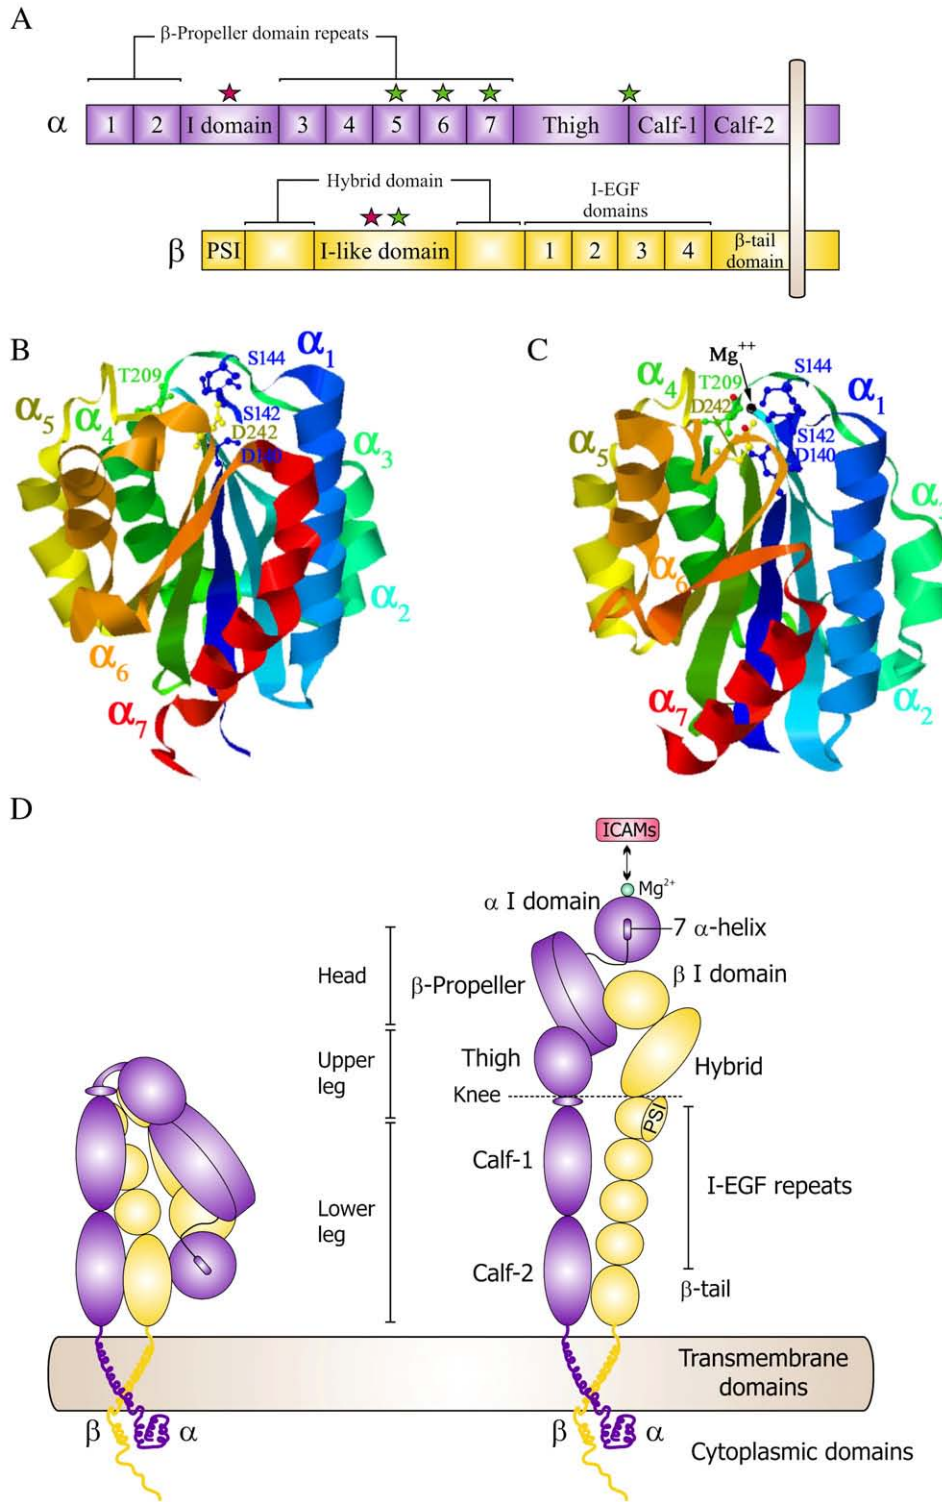 A
β-Propeller domain repeats
α
1 2 I domain 3 4 5 6 7 Thigh Calf-1 Calf-2
Hybrid domain
I-EGF
domains
β
PSI I-like domain 1 2 3 4 β-tail
domain
B
α5
α4
T209
S144
α1
S142
D242
D140
α3
α2
α6
α7
C
Mg++
α4
T209
D242
S144
α1
S142
D140
α5
α6
α2
α7
D
ICAMs
Mg2+
α I domain
7 α-helix
Head
β-Propeller
β I domain
Upper
leg
Thigh
Hybrid
Knee
PSI
Calf-1
I-EGF repeats
Lower
leg
Calf-2
β-tail
Transmembrane
domains
β α
β α
Cytoplasmic domains